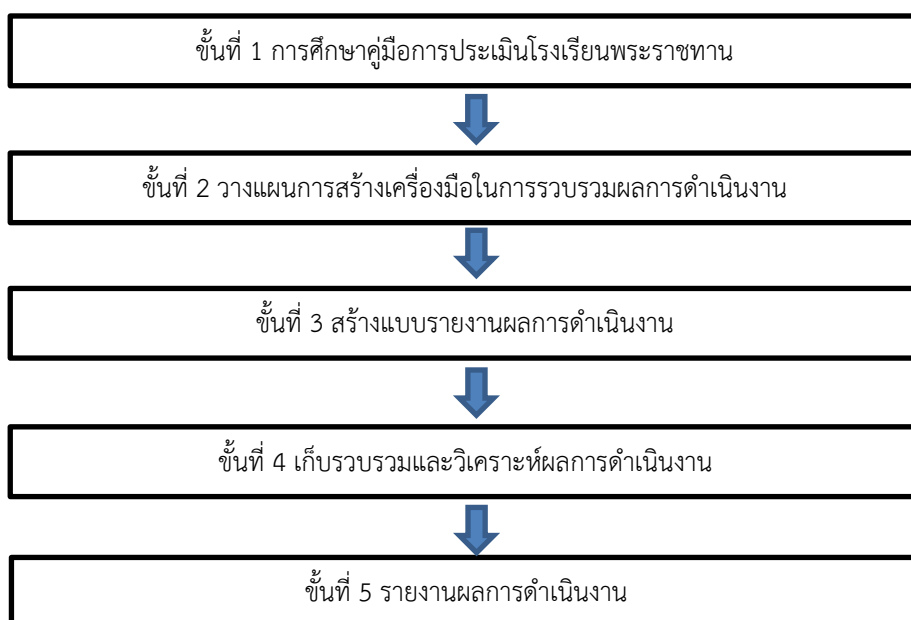 ขั้นที่ 1 การศึกษาคู่มือการประเมินโรงเรียนพระราชทาน
ขั้นที่ 2 วางแผนการสร้างเครื่องมือในการรวบรวมผลการดำเนินงาน
ขั้นที่ 3 สร้างแบบรายงานผลการดำเนินงาน
ขั้นที่ 4 เก็บรวบรวมและวิเคราะห์ผลการดำเนินงาน
ขั้นที่ 5 รายงานผลการดำเนินงาน